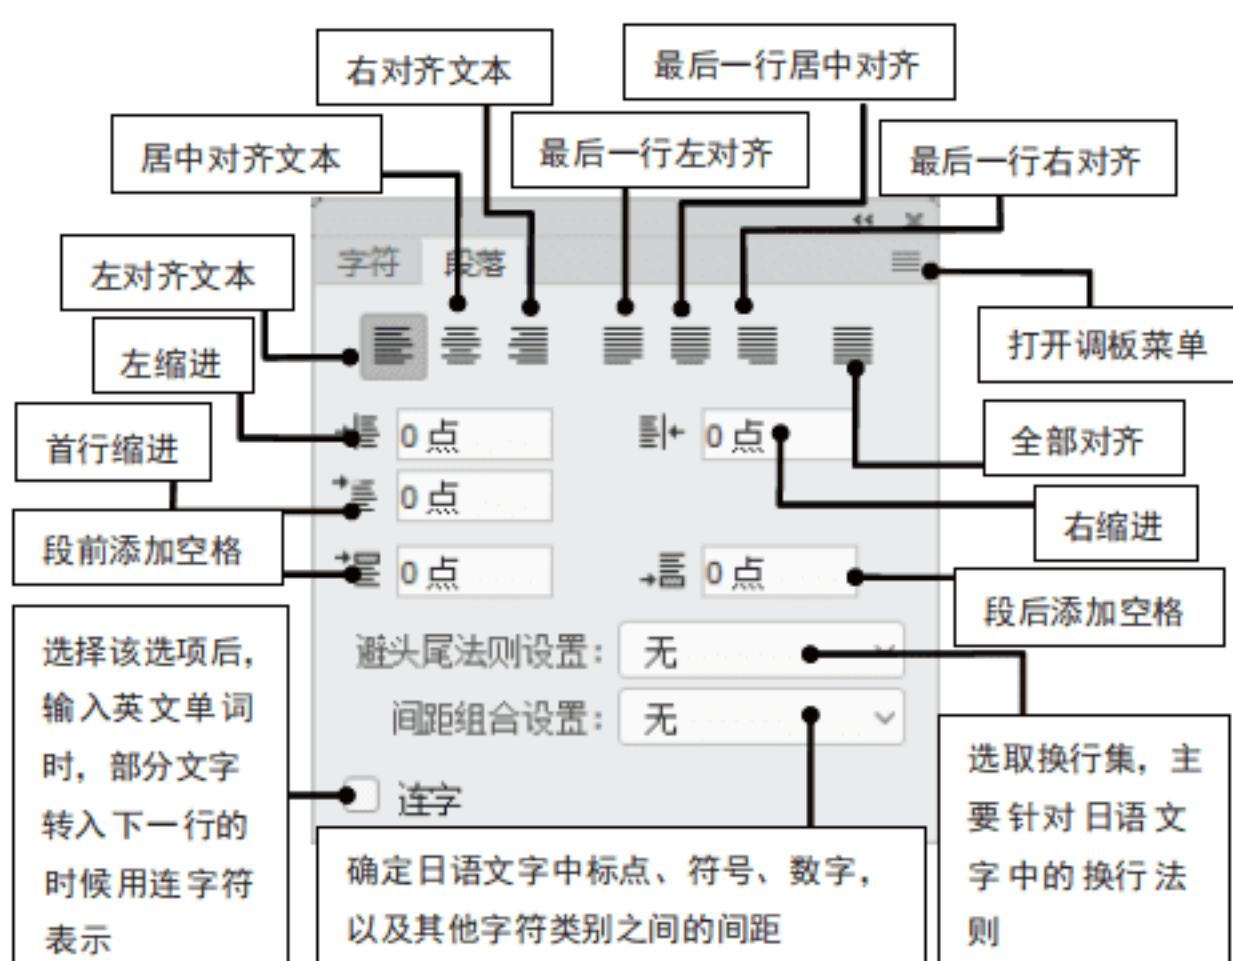 右对齐文本
最后一行居中对齐
居中对齐文本
最后一行左对齐
最后一行右对齐
左对齐文本
字符
段落
打开调板菜单
左缩进
首行缩进
0 点
0 点
全部对齐
0 点
右缩进
段前添加空格
0 点
0 点
段后添加空格
选择该选项后，
输入英文单词
时，部分文字
转入下一行的
时候用连字符
表示
避头尾法则设置：
无
间距组合设置：
无
连字
选取换行集，主
要针对日语文
字中的换行法
则
确定日语文字中标点、符号、数字，
以及其他字符类别之间的间距